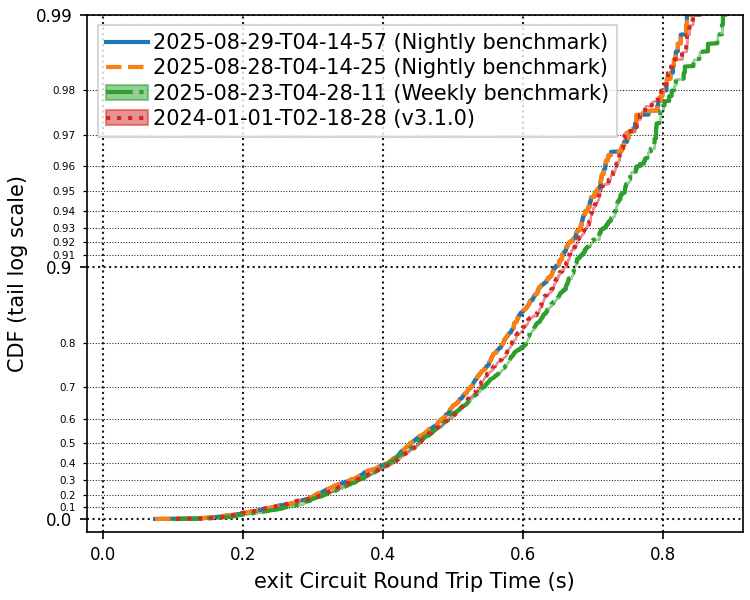 0.99
2025-08-29-T04-14-57 (Nightly benchmark)
2025-08-28-T04-14-25 (Nightly benchmark)
2025-08-23-T04-28-11 (Weekly benchmark)
2024-01-01-T02-18-28 (v3.1.0)
0.98
0.97
0.96
0.95
0.94
0.93
0.92
0.91
0.9
0.8
0.7
0.6
0.5
0.4
0.3
0.2
0.1
0.0
CDF (tail log scale)
0.0 0.2 0.4 0.6 0.8
exit Circuit Round Trip Time (s)